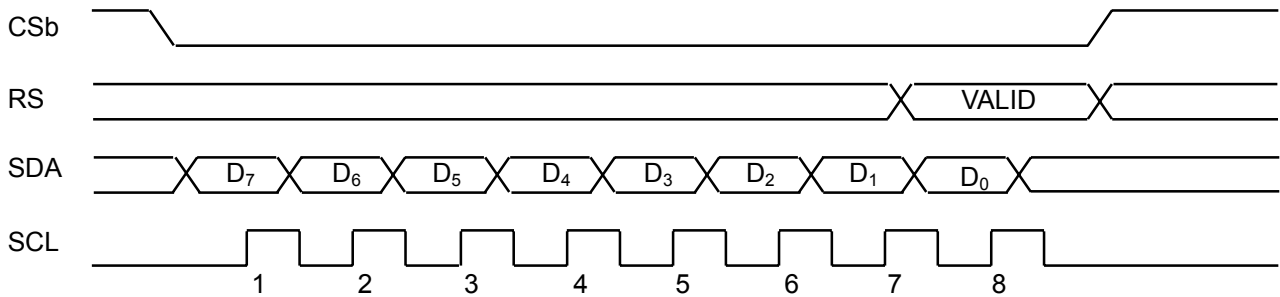 CSb
RS VALID
SDA D₇ D₆ D₅ D₄ D₃ D₂ D₁ D₀
SCL
1 2 3 4 5 6 7 8